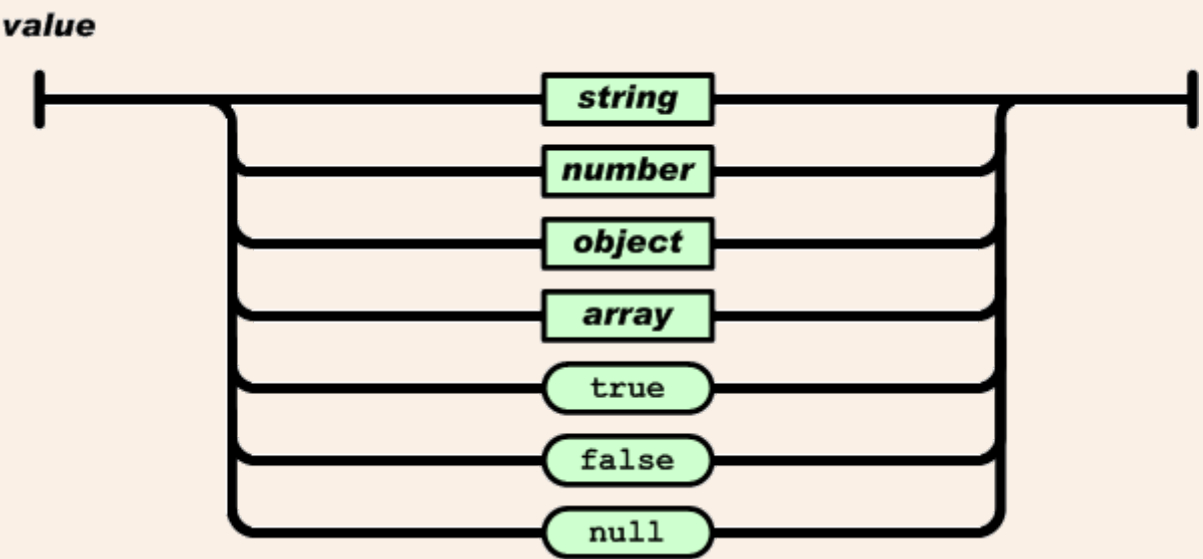 value
string
number
object
array
true
false
null